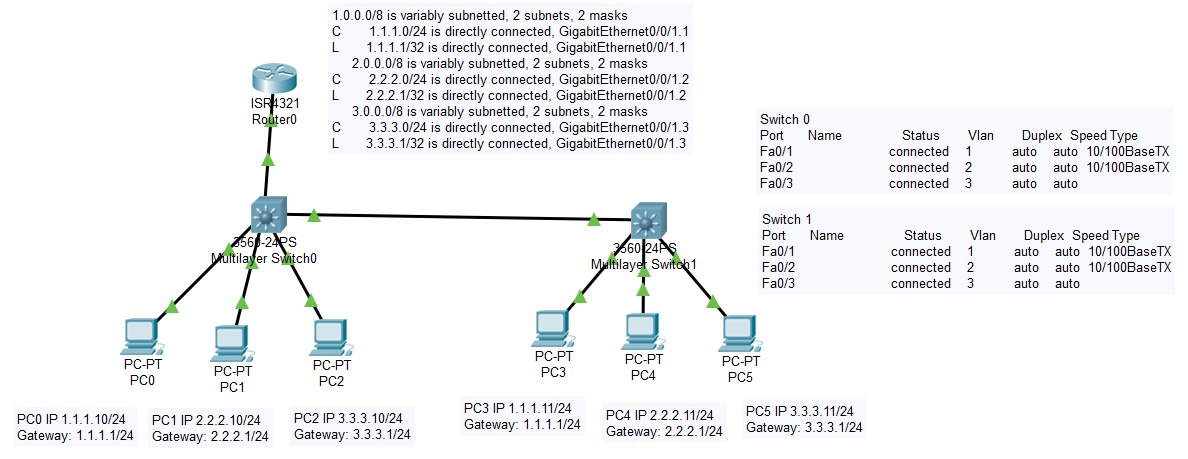 1.0.0.0/8 is variably subnetted, 2 subnets, 2 masks
C 1.1.1.0/24 is directly connected, GigabitEthernet0/0/1.1
L 1.1.1.1/32 is directly connected, GigabitEthernet0/0/1.1
2.0.0.0/8 is variably subnetted, 2 subnets, 2 masks
C 2.2.2.0/24 is directly connected, GigabitEthernet0/0/1.2
L 2.2.2.1/32 is directly connected, GigabitEthernet0/0/1.2
3.0.0.0/8 is variably subnetted, 2 subnets, 2 masks
C 3.3.3.0/24 is directly connected, GigabitEthernet0/0/1.3
L 3.3.3.1/32 is directly connected, GigabitEthernet0/0/1.3
ISR4321
Router0
Switch 0
Port Name Status Vlan Duplex Speed Type
Fa0/1 connected 1 auto auto 10/100BaseTX
Fa0/2 connected 2 auto auto 10/100BaseTX
Fa0/3 connected 3 auto auto
Switch 1
Port Name Status Vlan Duplex Speed Type
Fa0/1 connected 1 auto auto 10/100BaseTX
Fa0/2 connected 2 auto auto 10/100BaseTX
Fa0/3 connected 3 auto auto
3560-24PS
Multilayer Switch0
3560-24PS
Multilayer Switch1
PC-PT
PC0
PC-PT
PC1
PC-PT
PC2
PC-PT
PC3
PC-PT
PC4
PC-PT
PC5
PC0 IP 1.1.1.10/24
Gateway: 1.1.1.1/24
PC1 IP 2.2.2.10/24
Gateway: 2.2.2.1/24
PC2 IP 3.3.3.10/24
Gateway: 3.3.3.1/24
PC3 IP 1.1.1.11/24
Gateway: 1.1.1.1/24
PC4 IP 2.2.2.11/24
Gateway: 2.2.2.1/24
PC5 IP 3.3.3.11/24
Gateway: 3.3.3.1/24